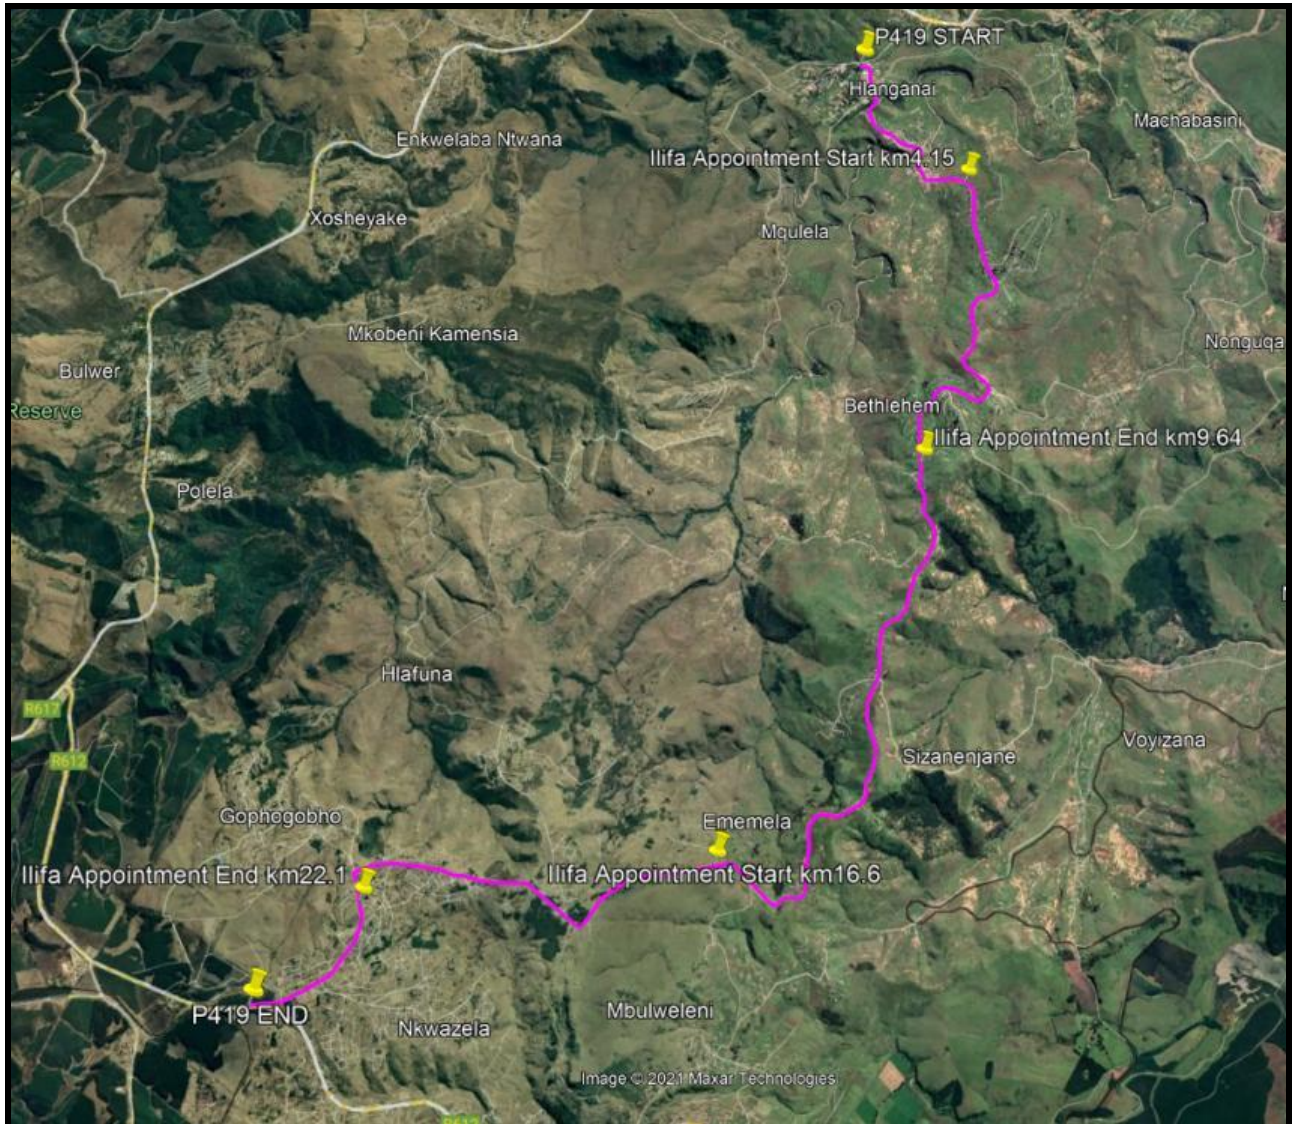 P419 START
Hlanganai
Machabasini
Enkwelaba Ntwana
Ilifa Appointment Start km4.15
Xosheyake
Mqulela
Mkobeni Kamensia
Nonguqa
Bulwer
Reserve
Bethlehem
Ilifa Appointment End km9.64
Polela
Hlafuna
R617
Voyizana
R612
Sizanenjane
Gophogobho
Ememela
Ilifa Appointment End km22.1
Ilifa Appointment Start km16.6
P419 END
Mbulweleni
Nkwazela
Image © 2021 Maxar Technologies